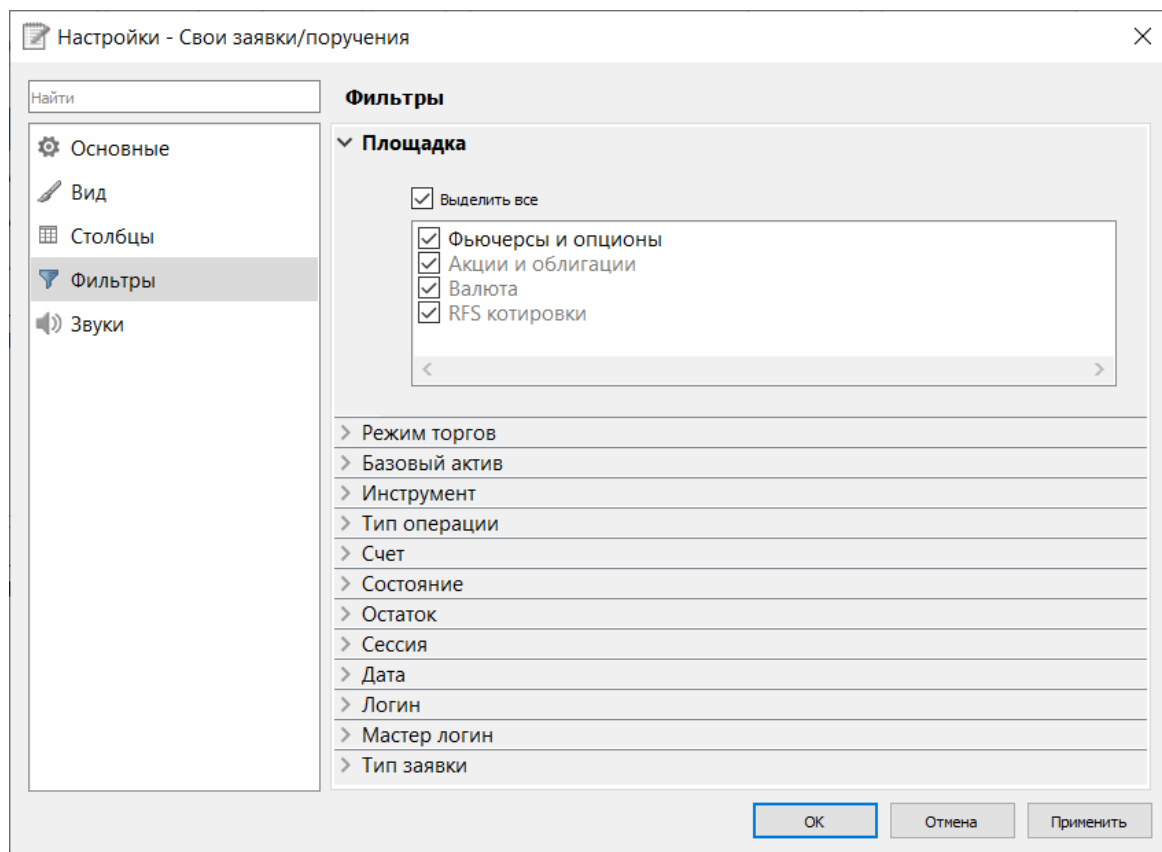 Настройки - Свои заявки/поручения
Найти
Основные
Вид
Столбцы
Фильтры
Звуки
Фильтры
Площадка
Выделить все
Фьючерсы и опционы
Акции и облигации
Валюта
RFS котировки
Режим торгов
Базовый актив
Инструмент
Тип операции
Счет
Состояние
Остаток
Сессия
Дата
Логин
Мастер логин
Тип заявки
ОК
Отмена
Применить